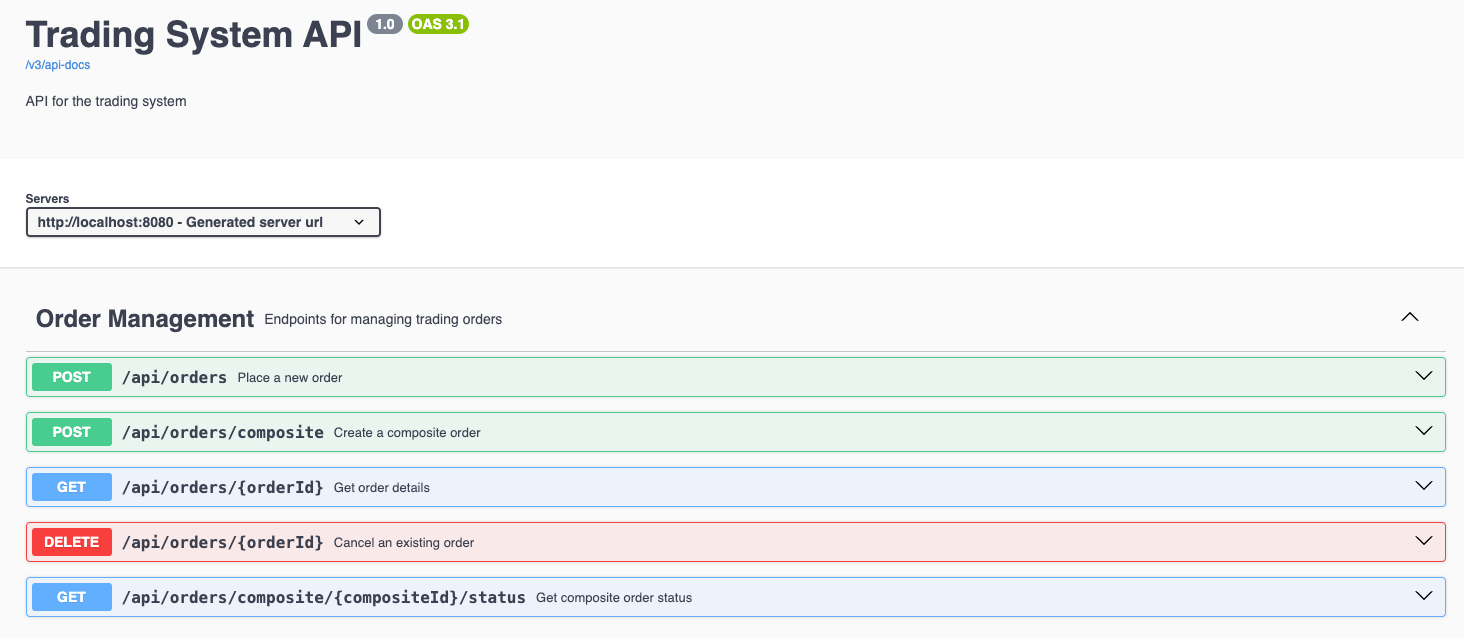 Trading System API 1.0 OAS 3.1
/v3/api-docs
API for the trading system
Servers
http://localhost:8080 - Generated server url
Order Management Endpoints for managing trading orders
POST /api/orders Place a new order
POST /api/orders/composite Create a composite order
GET /api/orders/{orderId} Get order details
DELETE /api/orders/{orderId} Cancel an existing order
GET /api/orders/composite/{compositeId}/status Get composite order status